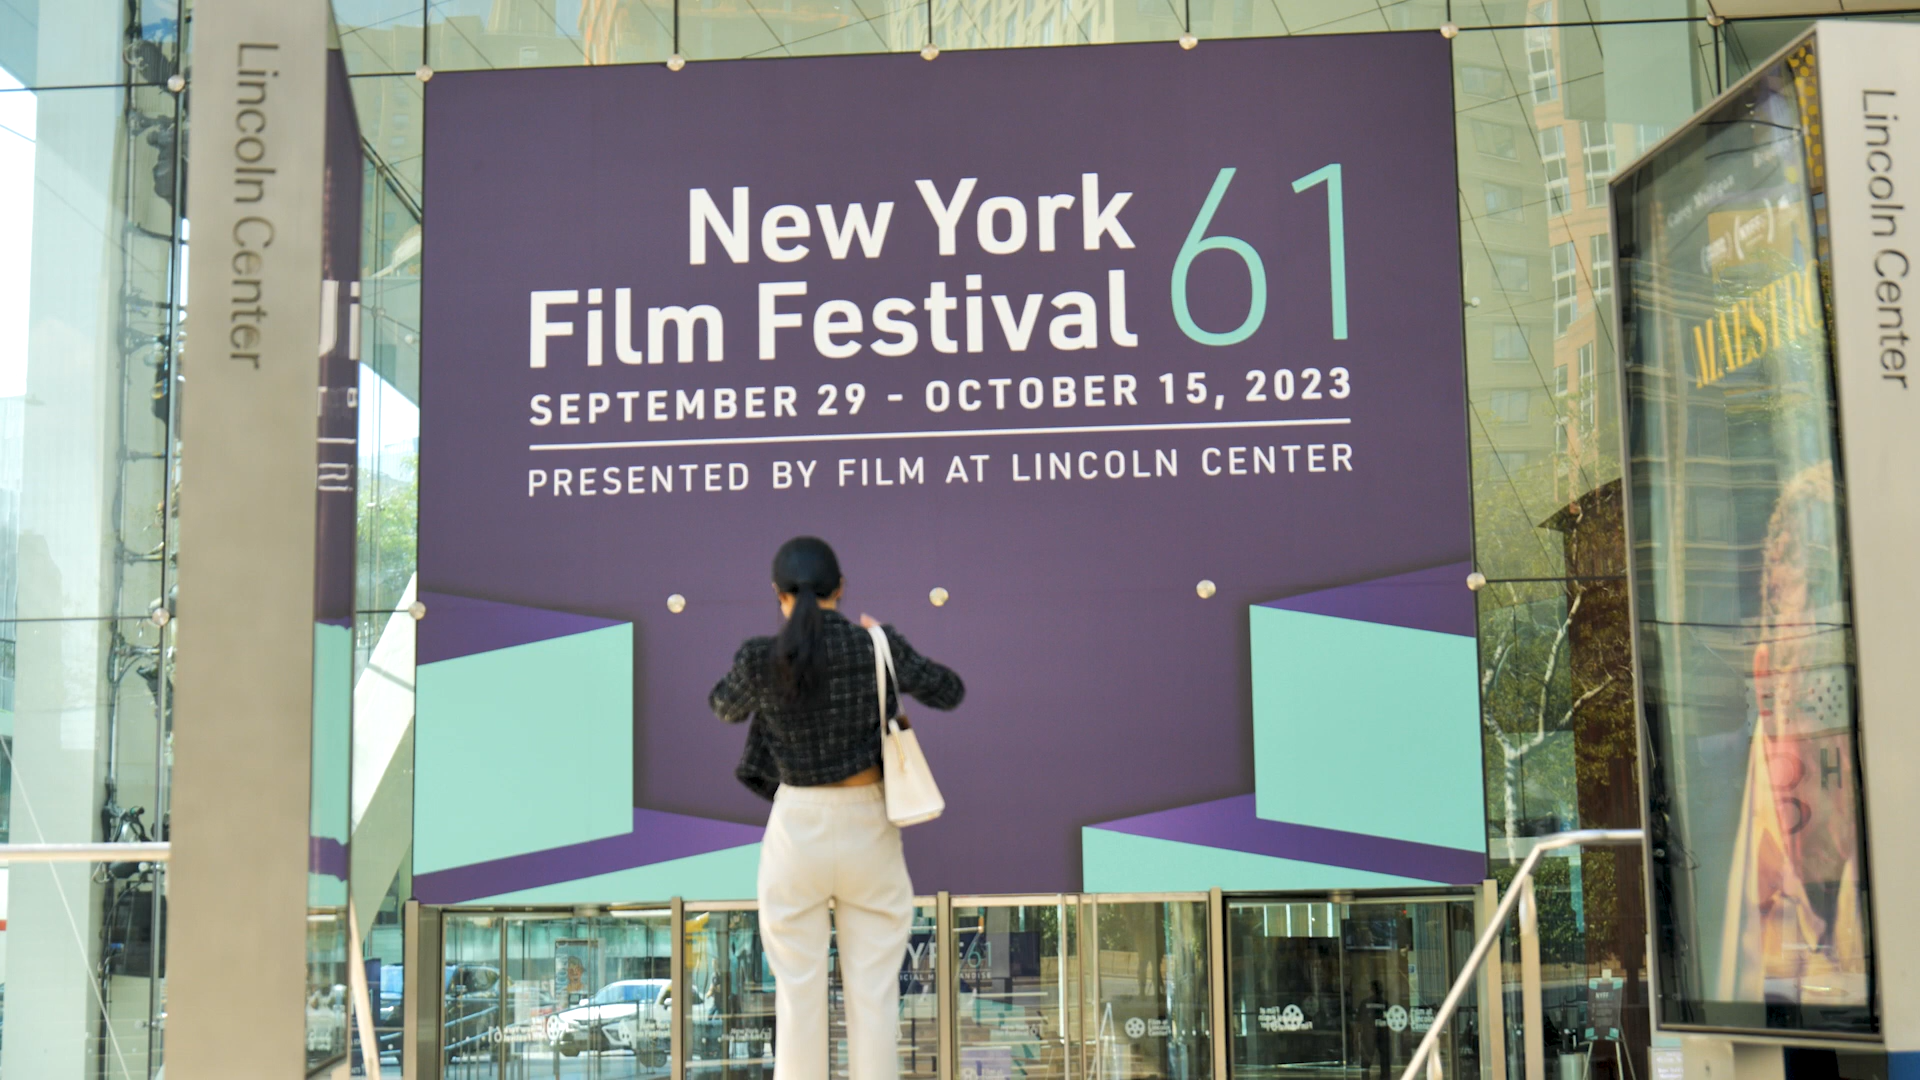 Lincoln Center
New York
Film Festival 61
SEPTEMBER 29 - OCTOBER 15, 2023
PRESENTED BY FILM AT LINCOLN CENTER
MAESTRO
Lincoln Center